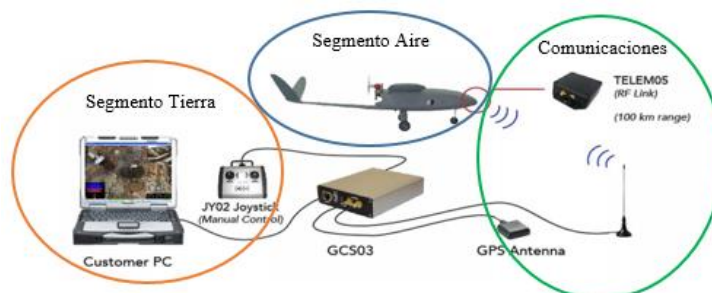 Segmento Aire
Comunicaciones
TELEM05
(RF Link)
(100 km range)
Segmento Tierra
JY02 Joystick
(Manual Control)
GCS03
GPS Antenna
Customer PC